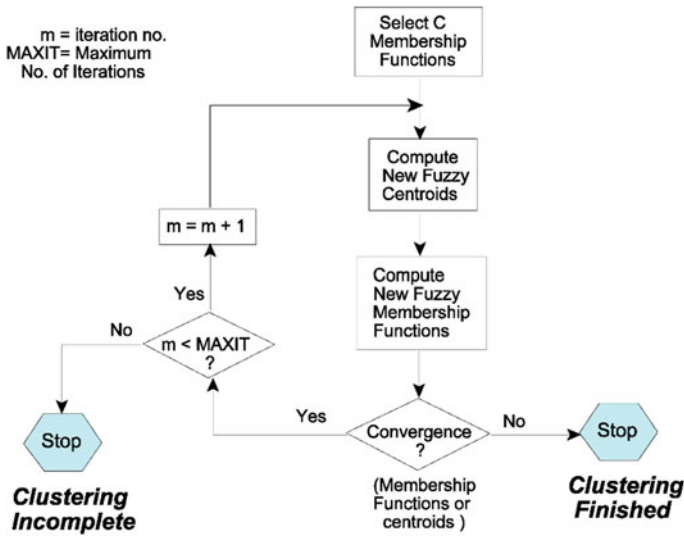 m = iteration no.
MAXIT= Maximum
No. of Iterations
Select C
Membership
Functions
Compute
New Fuzzy
Centroids
m = m + 1
Compute
New Fuzzy
Membership
Functions
Yes
No
m < MAXIT
?
Yes
Convergence
?
No
Stop
Stop
(Membership
Functions or
centroids )
Clustering
Incomplete
Clustering
Finished